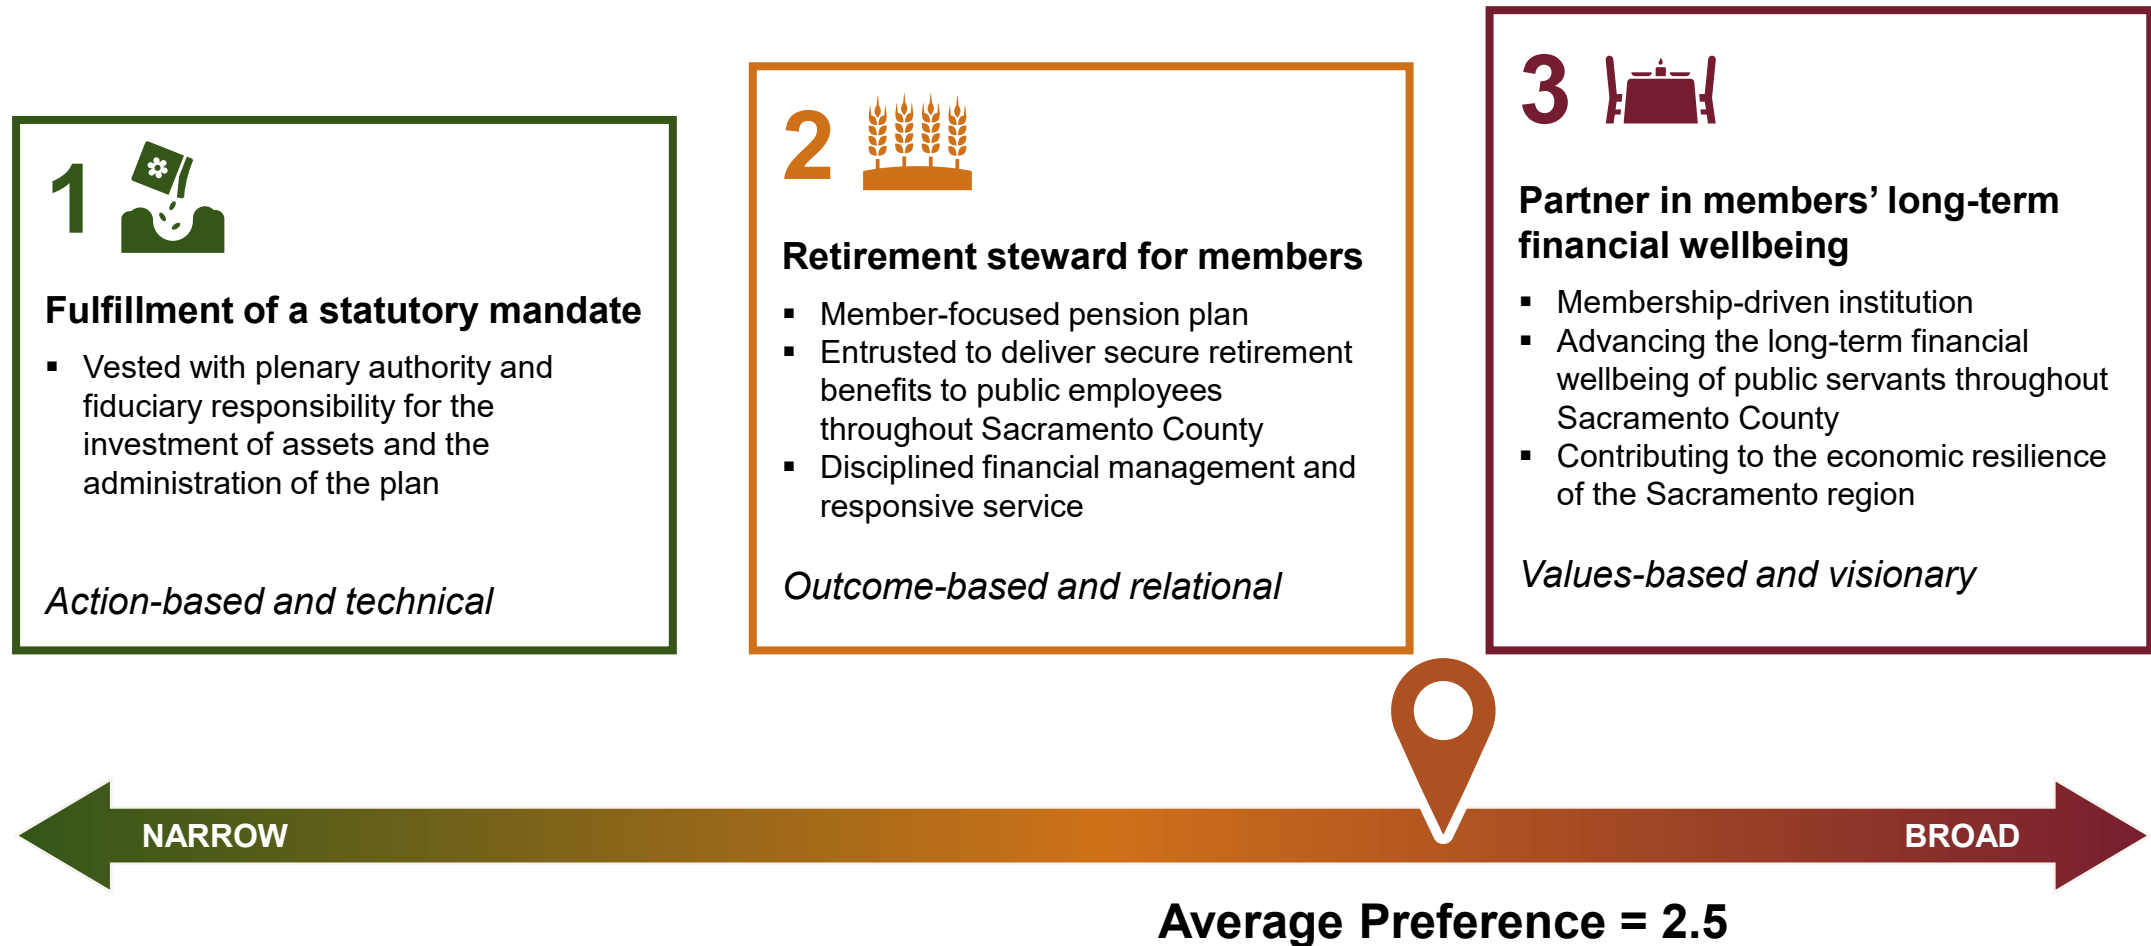 1
Fulfillment of a statutory mandate
▪ Vested with plenary authority and
fiduciary responsibility for the
investment of assets and the
administration of the plan
Action-based and technical
2
Retirement steward for members
▪ Member-focused pension plan
▪ Entrusted to deliver secure retirement
benefits to public employees
throughout Sacramento County
▪ Disciplined financial management and
responsive service
Outcome-based and relational
3
Partner in members’ long-term
financial wellbeing
▪ Membership-driven institution
▪ Advancing the long-term financial
wellbeing of public servants throughout
Sacramento County
▪ Contributing to the economic resilience
of the Sacramento region
Values-based and visionary
NARROW
BROAD
Average Preference = 2.5